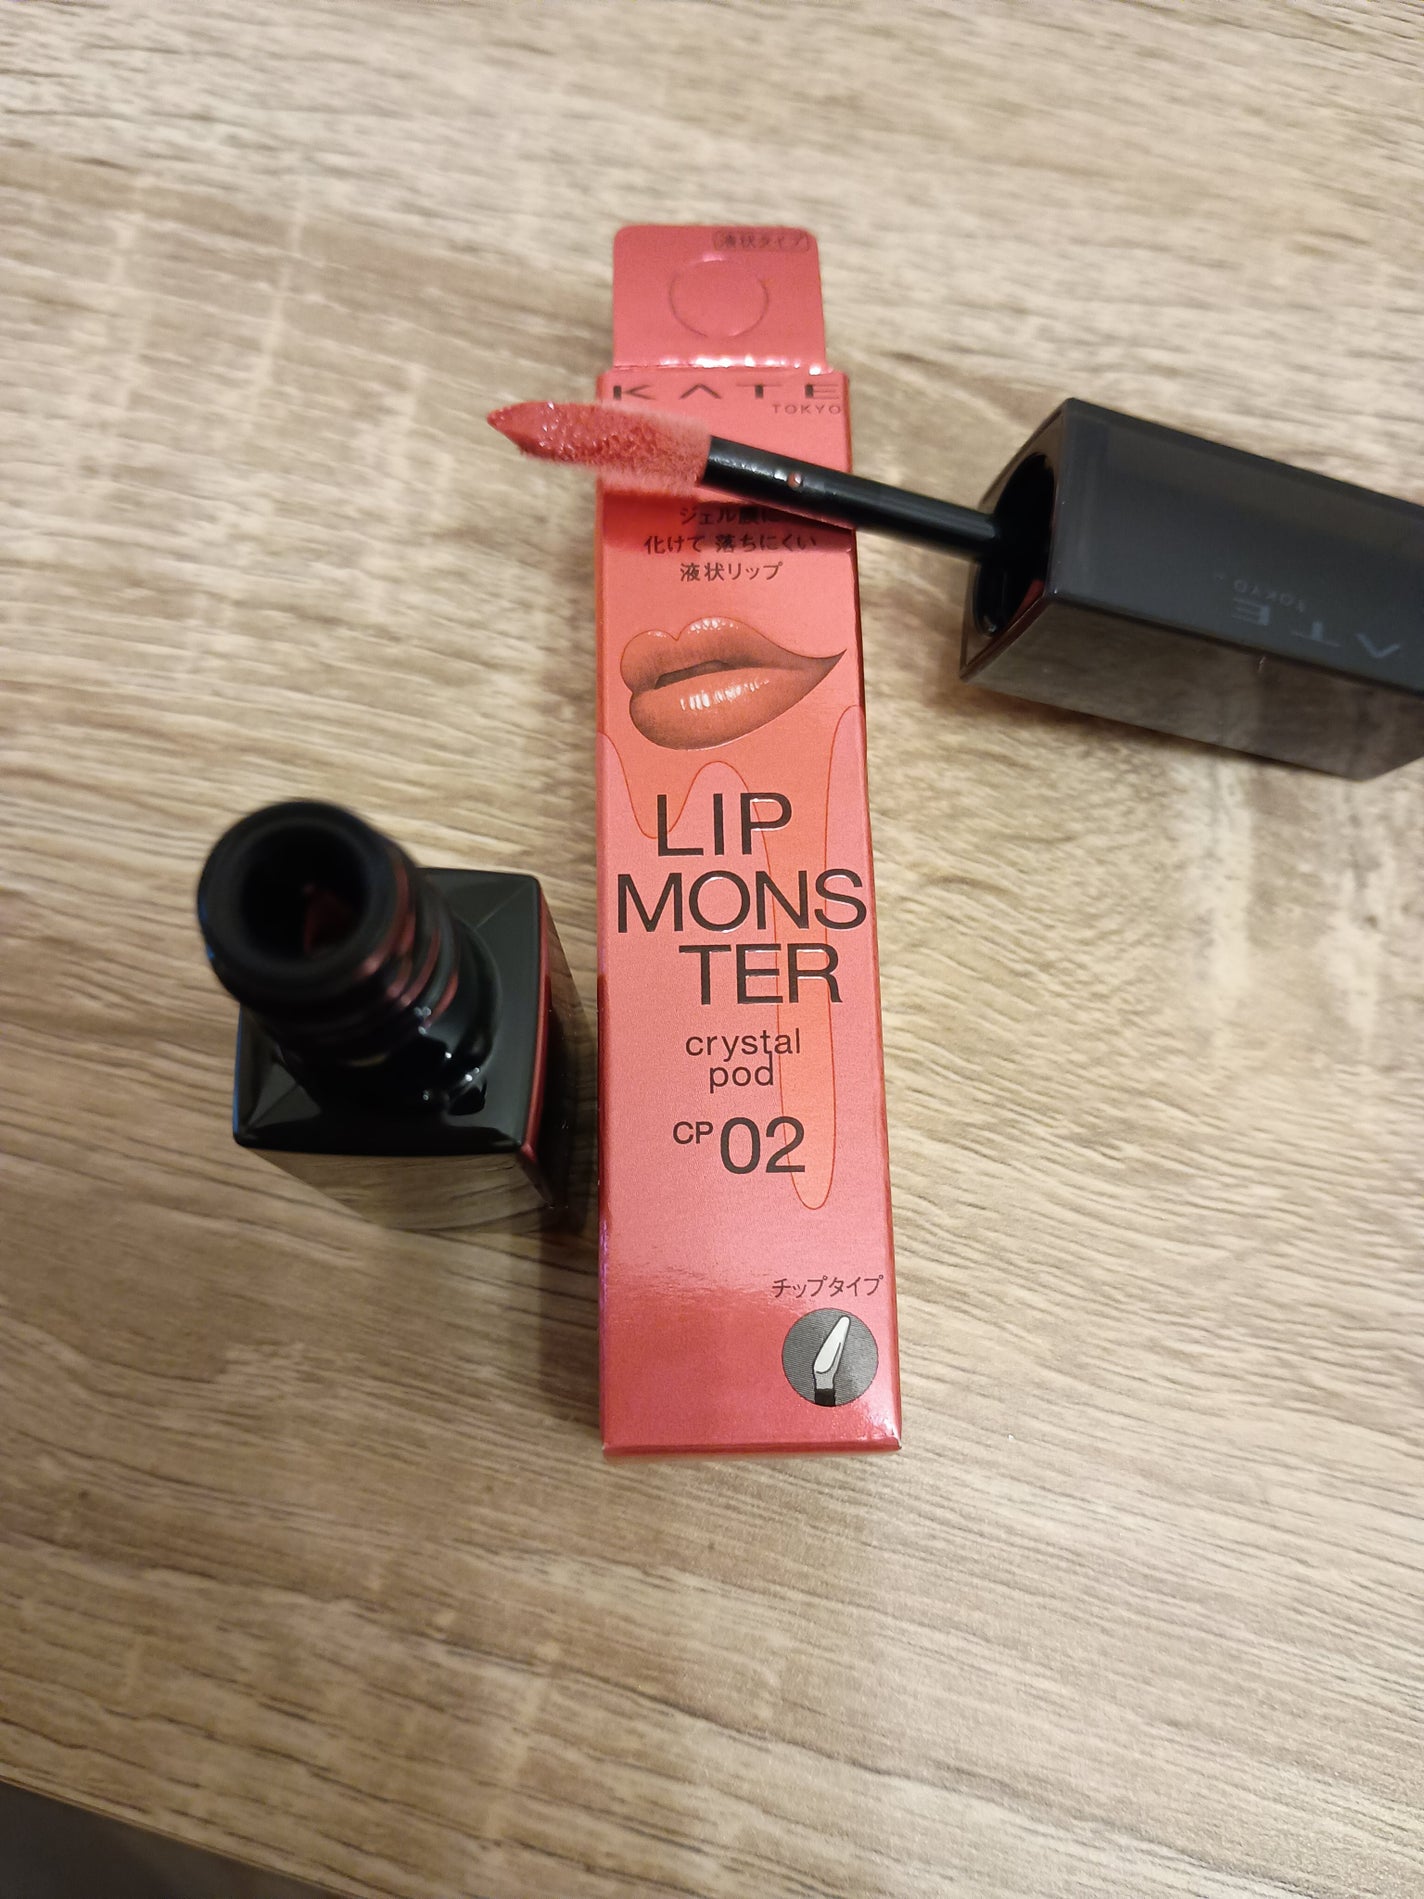 液状タイプ
KATE
TOKYO
ジェル膜に
化けて 落ちにくい
液状リップ
LIP
MONS
TER
crystal
pod
CP 02
チップタイプ
ATE
TOKYO